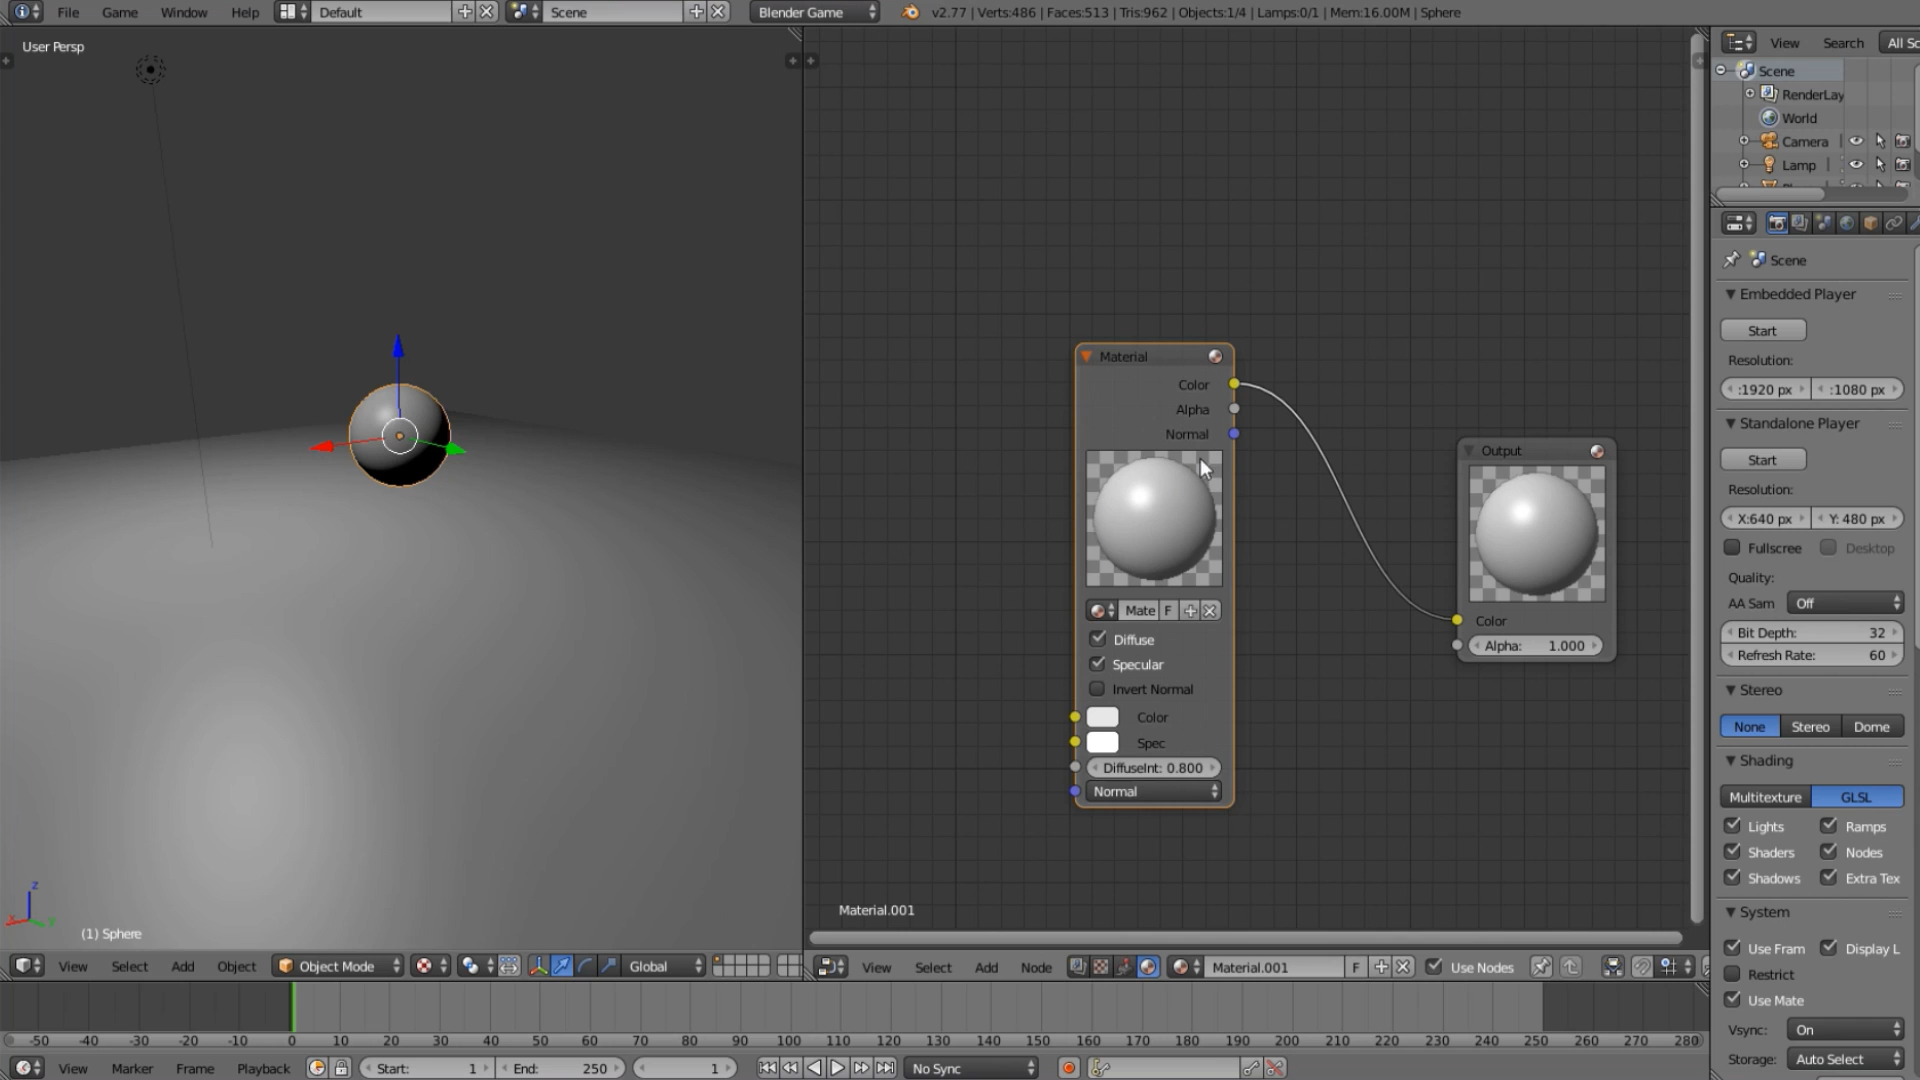 File Game Window Help Default Scene Blender Game v2.77 | Verts:486 | Faces:513 | Tris:962 | Objects:1/4 | Lamps:0/1 | Mem:16.00M | Sphere
User Persp
(1) Sphere
View Select Add Object Object Mode Global
Material
Color
Alpha
Normal
Mate F
Diffuse
Specular
Invert Normal
Color
Spec
DiffuseInt: 0.800
Normal
Output
Color
Alpha: 1.000
Material.001
View Select Add Node Material.001 F Use Nodes
View Search All Sc
Scene
RenderLay
World
Camera
Lamp
Scene
Embedded Player
Start
Resolution:
:1920 px :1080 px
Standalone Player
Start
Resolution:
X:640 px Y: 480 px
Fullscree Desktop
Quality:
AA Sam Off
Bit Depth: 32
Refresh Rate: 60
Stereo
None Stereo Dome
Shading
Multitexture GLSL
Lights Ramps
Shaders Nodes
Shadows Extra Tex
System
Use Fram Display L
Restrict
Use Mate
Vsync: On
Storage: Auto Select
-50 -40 -30 -20 -10 0 10 20 30 40 50 60 70 80 90 100 110 120 130 140 150 160 170 180 190 200 210 220 230 240 250 260 270 280
View Marker Frame Playback Start: 1 End: 250 1 No Sync